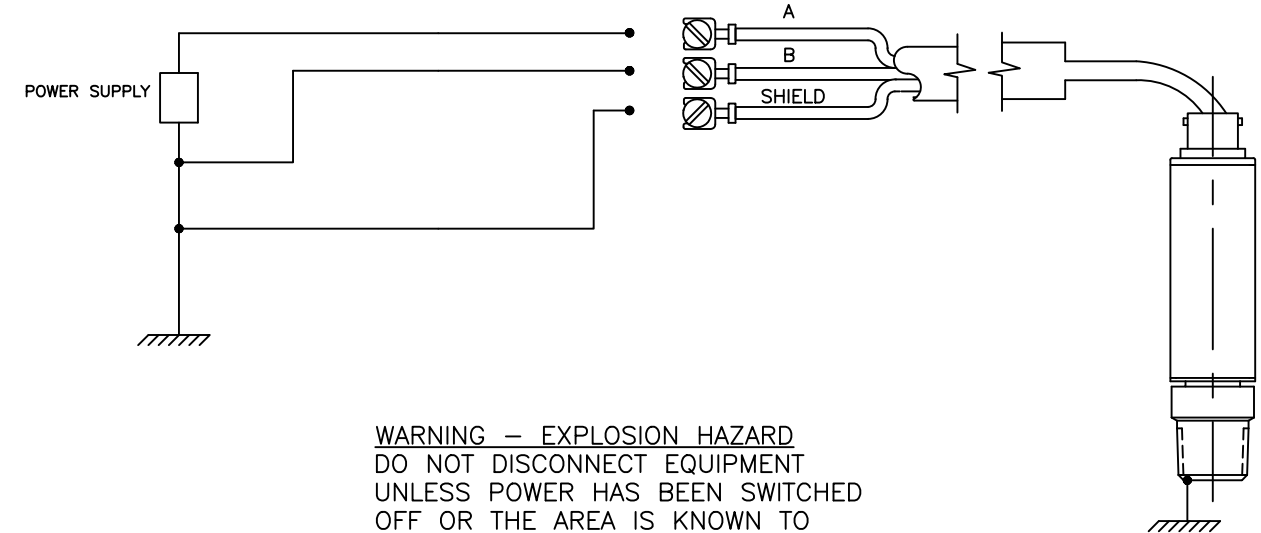 A
B
POWER SUPPLY
SHIELD
WARNING – EXPLOSION HAZARD
DO NOT DISCONNECT EQUIPMENT
UNLESS POWER HAS BEEN SWITCHED
OFF OR THE AREA IS KNOWN TO